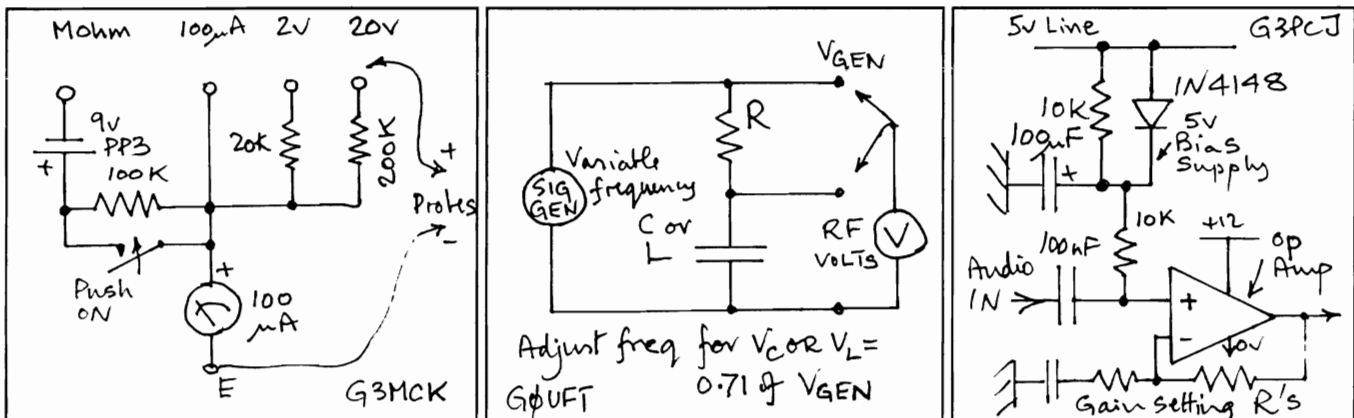 Mohm 100µA 2V 20V
9v
PP3
+
100K
20K
200K
+
Probes
-
Push
ON
+
100
µA
E
G3MCK
VGEN
R
Variable
frequency
SIG
GEN
C or
L
RF
VOLTS
V
Adjust freq for VC OR VL =
0.71 of VGEN
GØUFT
5v Line
G3PCJ
1N4148
10K
5v
Bias
Supply
100µF
+
10K
+12
100nF
op
Amp
Audio
IN
+
-
0v
Gain setting R's